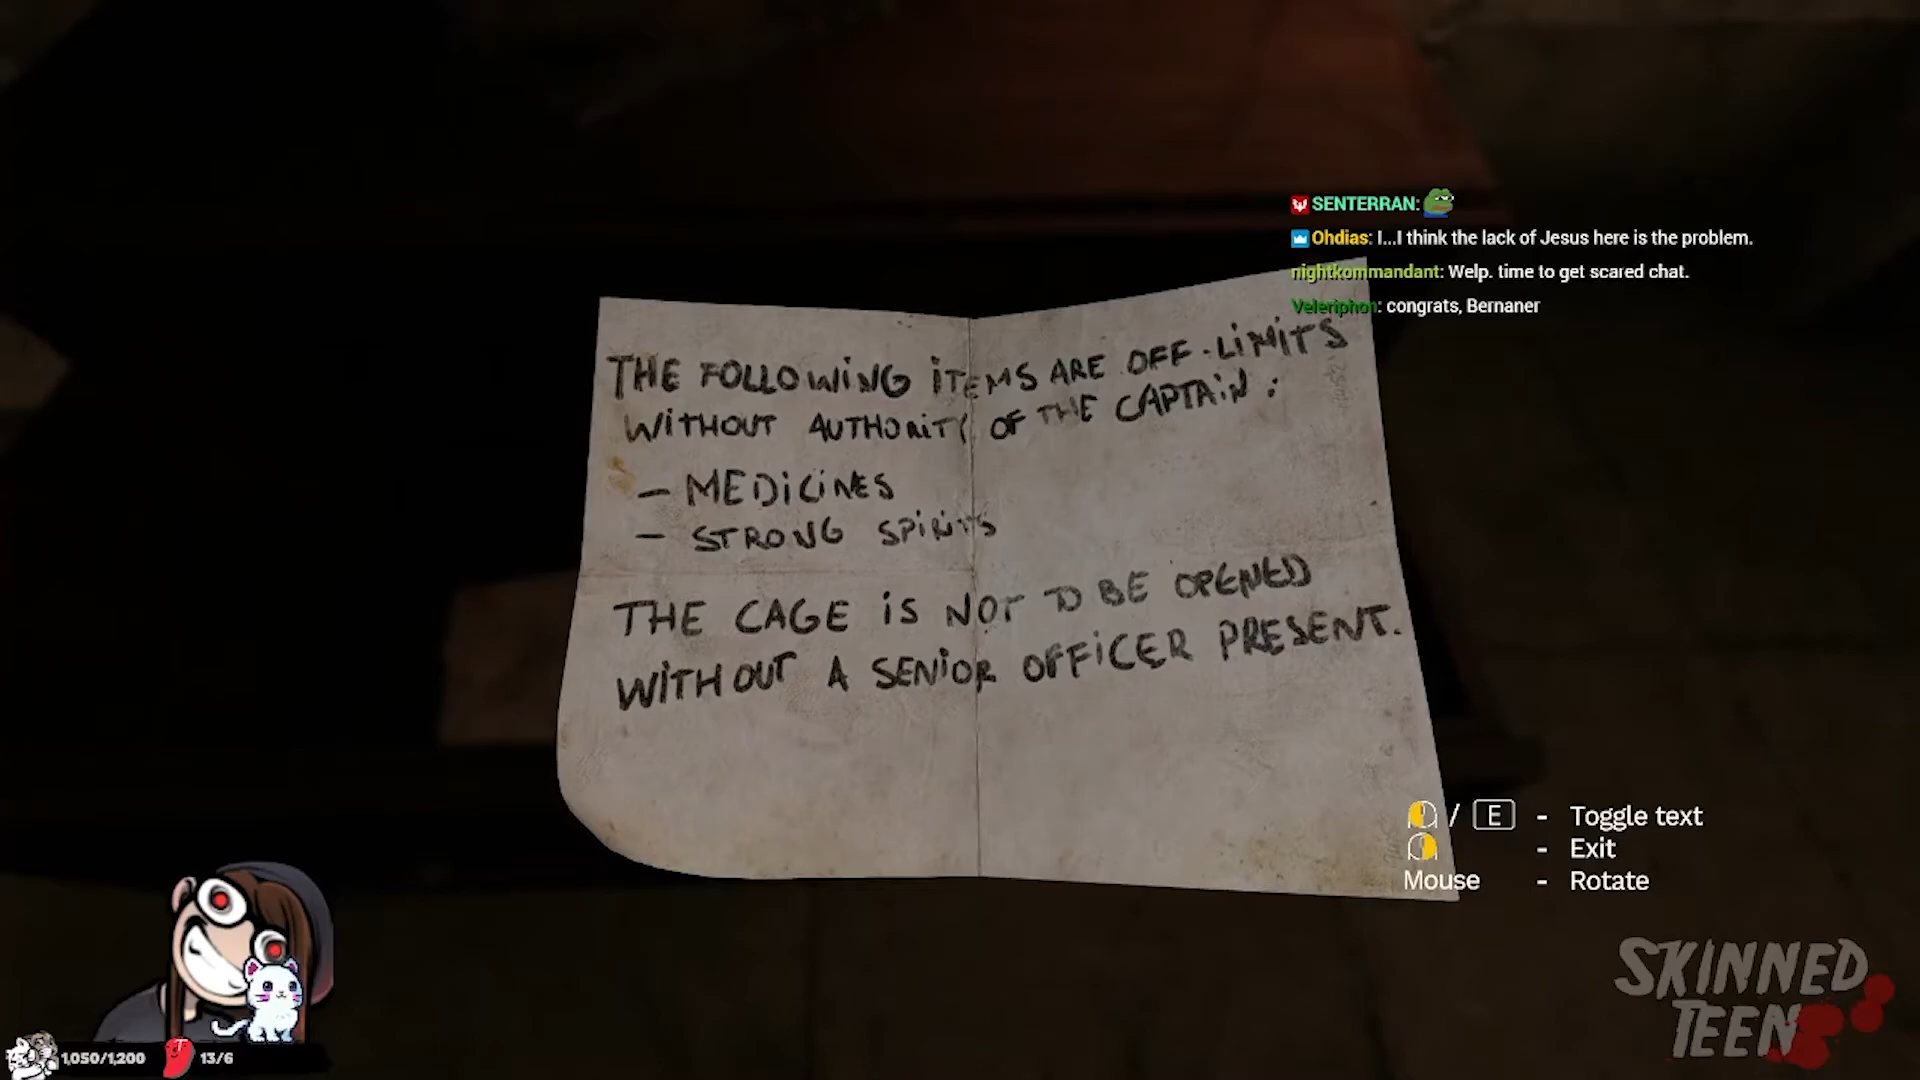 SENTERRAN:
Ohdias: I...I think the lack of Jesus here is the problem.
nightkommandant: Welp. time to get scared chat.
Veleriphon: congrats, Bernaner
THE FOLLOWING ITEMS ARE OFF-LIMITS
WITHOUT AUTHORITY OF THE CAPTAIN:
- MEDICINES
- STRONG SPIRITS
THE CAGE IS NOT TO BE OPENED
WITHOUT A SENIOR OFFICER PRESENT.
/ E - Toggle text
- Exit
Mouse - Rotate
SKINNED
TEEN
1,050/1,200 13/6